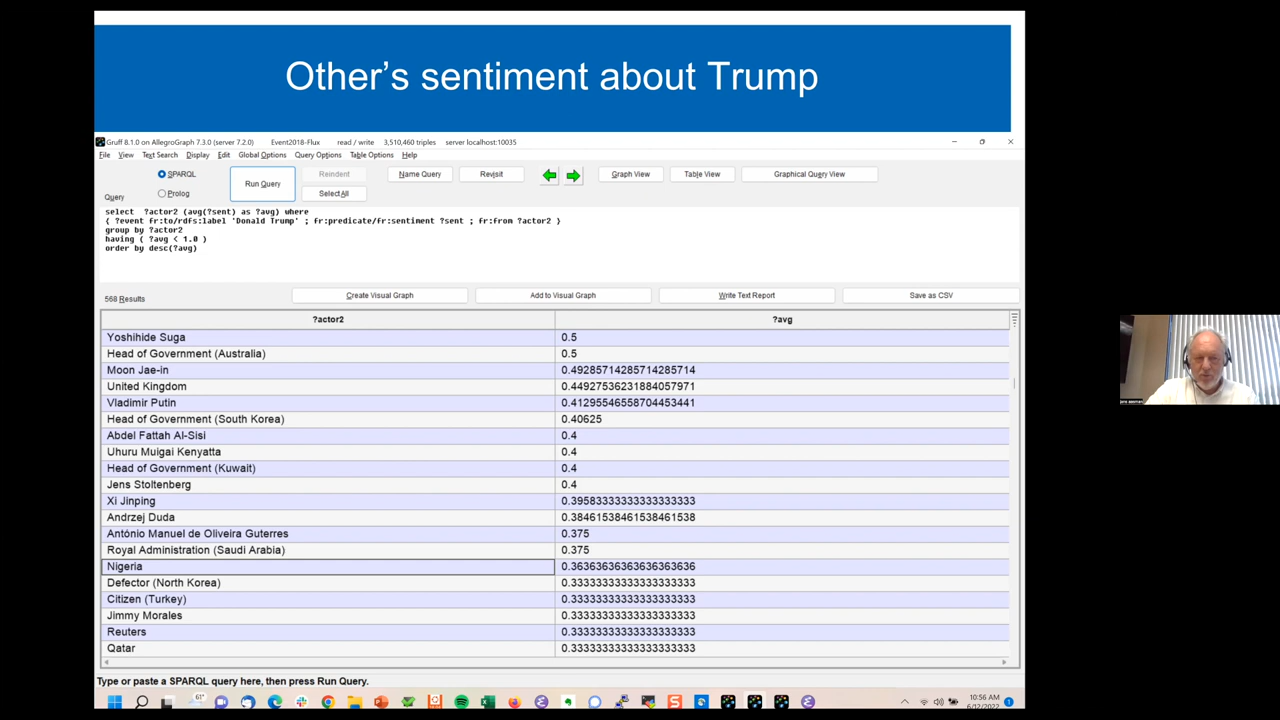 Other's sentiment about Trump
Gruff 8.1.0 on AllegroGraph 7.3.0 (server 7.2.0) Event2018-Flux read / write 3,510,460 triples server localhost:10035
File View Text Search Display Edit Global Options Query Options Table Options Help
SPARQL
Query
Prolog
Run Query
Reindent
Select All
Name Query
Revisit
Graph View
Table View
Graphical Query View
select ?actor2 (avg(?sent) as ?avg) where
{ ?event fr:to/rdfs:label 'Donald Trump' ; fr:predicate/fr:sentiment ?sent ; fr:from ?actor2 }
group by ?actor2
having ( ?avg < 1.0 )
order by desc(?avg)
568 Results
Create Visual Graph
Add to Visual Graph
Write Text Report
Save as CSV
?actor2 ?avg
Yoshihide Suga 0.5
Head of Government (Australia) 0.5
Moon Jae-in 0.49285714285714285714
United Kingdom 0.44927536231884057971
Vladimir Putin 0.41295546558704453441
Head of Government (South Korea) 0.40625
Abdel Fattah Al-Sisi 0.4
Uhuru Muigai Kenyatta 0.4
Head of Government (Kuwait) 0.4
Jens Stoltenberg 0.4
Xi Jinping 0.39583333333333333333
Andrzej Duda 0.38461538461538461538
António Manuel de Oliveira Guterres 0.375
Royal Administration (Saudi Arabia) 0.375
Nigeria 0.36363636363636363636
Defector (North Korea) 0.33333333333333333333
Citizen (Turkey) 0.33333333333333333333
Jimmy Morales 0.33333333333333333333
Reuters 0.33333333333333333333
Qatar 0.33333333333333333333
Type or paste a SPARQL query here, then press Run Query.
61°
10:56 AM
6/12/2022